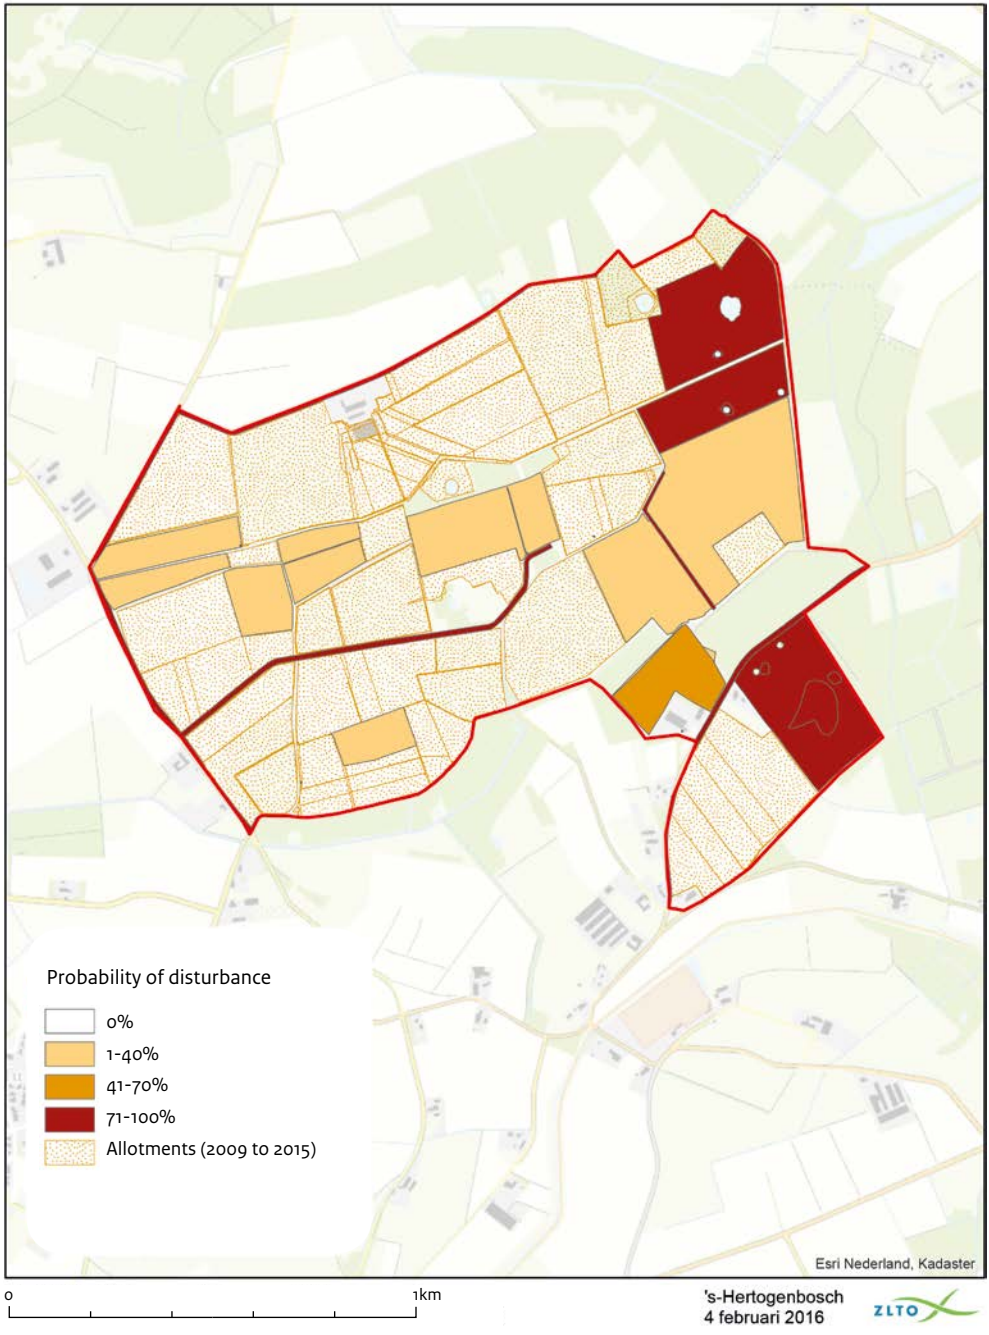 Probability of disturbance
0%
1-40%
41-70%
71-100%
Allotments (2009 to 2015)
Esri Nederland, Kadaster
0
1km
's-Hertogenbosch
4 februari 2016
ZLTO